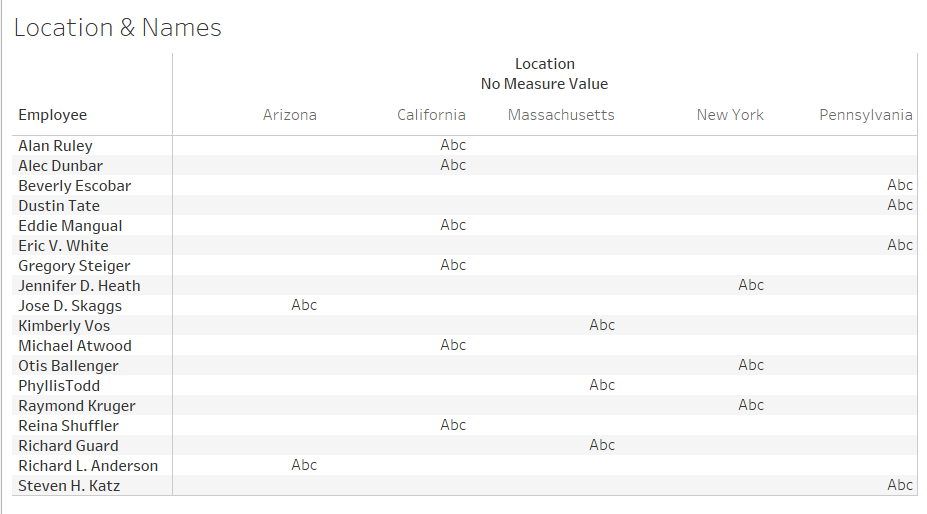 Location & Names
Location
No Measure Value
Employee Arizona California Massachusetts New York Pennsylvania
Alan Ruley Abc
Alec Dunbar Abc
Beverly Escobar Abc
Dustin Tate Abc
Eddie Mangual Abc
Eric V. White Abc
Gregory Steiger Abc
Jennifer D. Heath Abc
Jose D. Skaggs Abc
Kimberly Vos Abc
Michael Atwood Abc
Otis Ballenger Abc
PhyllisTodd Abc
Raymond Kruger Abc
Reina Shuffler Abc
Richard Guard Abc
Richard L. Anderson Abc
Steven H. Katz Abc